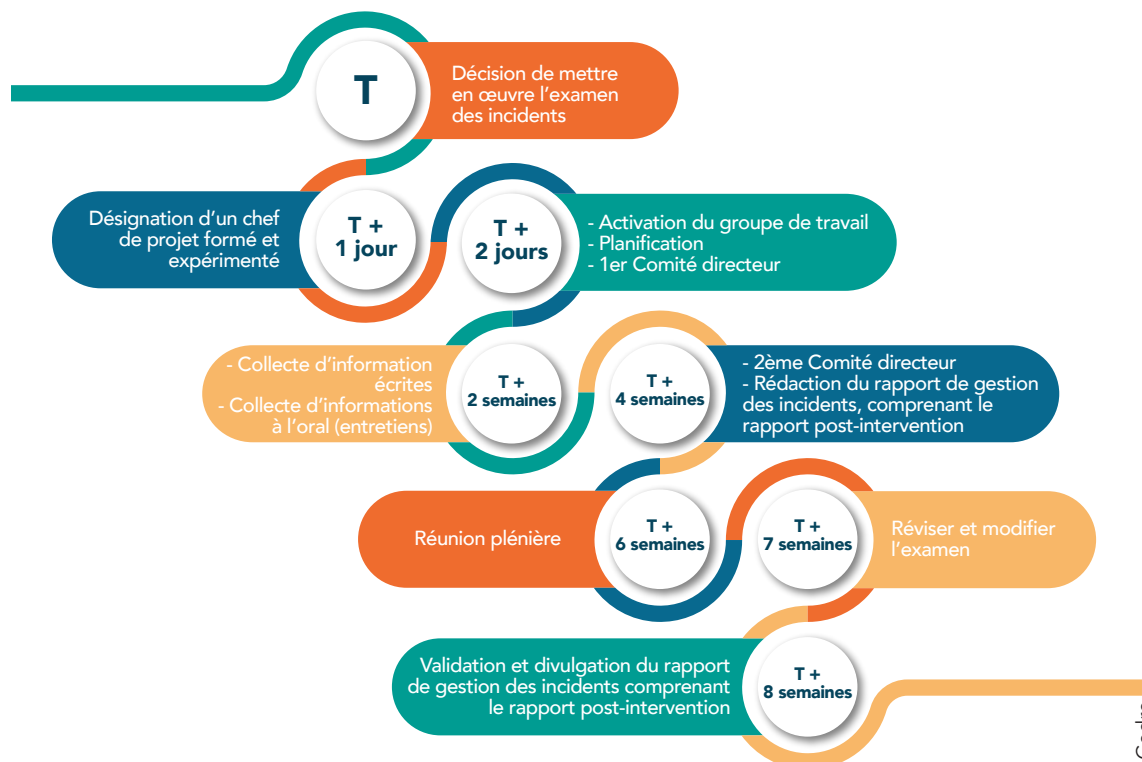 T
Décision de mettre
en œuvre l'examen
des incidents
Désignation d'un chef
de projet formé et
expérimenté
T +
1 jour
T +
2 jours
- Activation du groupe de travail
- Planification
- 1er Comité directeur
- Collecte d'information
écrites
- Collecte d'informations
à l'oral (entretiens)
T +
2 semaines
T +
4 semaines
- 2ème Comité directeur
- Rédaction du rapport de gestion
des incidents, comprenant le
rapport post-intervention
Réunion plénière
T +
6 semaines
T +
7 semaines
Réviser et modifier
l'examen
Validation et divulgation du rapport
de gestion des incidents comprenant
le rapport post-intervention
T +
8 semaines